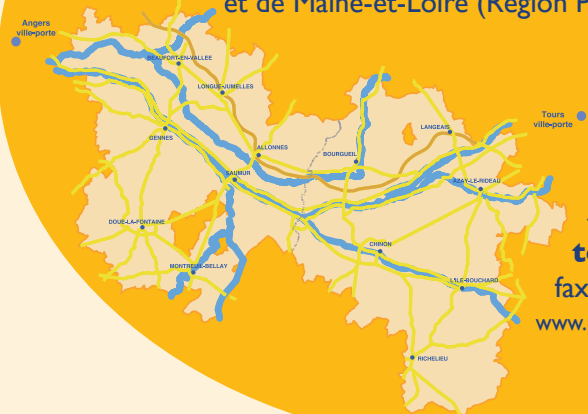 et de Maine-et-Loire (Région P
Angers
ville-porte
BEAUFORT-EN-VALLEE
LONGUE-JUMELLES
Tours
ville-porte
LANGEAIS
GENNES
ALLONNES
BOURGUEIL
SAUMUR
AZAY-LE-RIDEAU
DOUE-LA-FONTAINE
CHINON
MONTREUIL-BELLAY
L'ILE-BOUCHARD
fax
www.
RICHELIEU